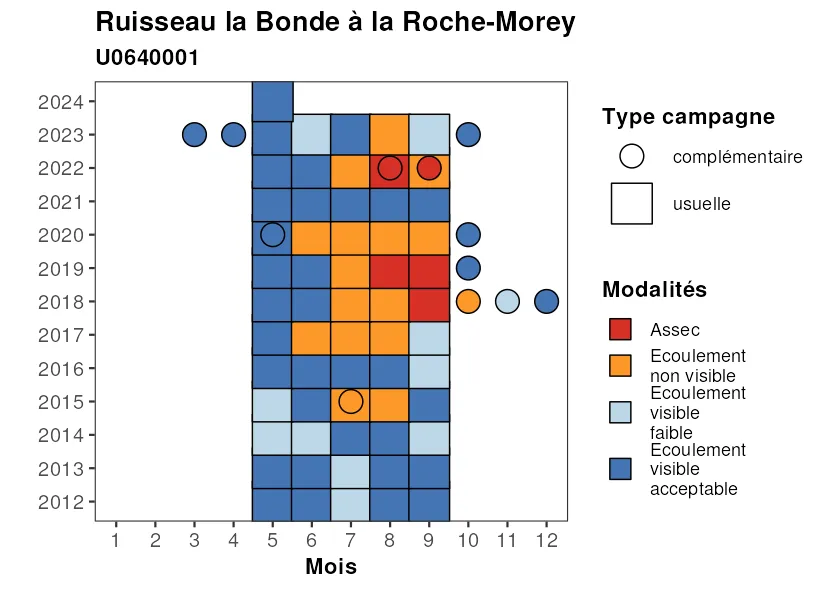 Ruisseau la Bonde à la Roche-Morey
U0640001
2024
2023
2022
2021
2020
2019
2018
2017
2016
2015
2014
2013
2012
1 2 3 4 5 6 7 8 9 10 11 12
Mois
Type campagne
complémentaire
usuelle
Modalités
Assec
Ecoulement
non visible
Ecoulement
visible
faible
Ecoulement
visible
acceptable